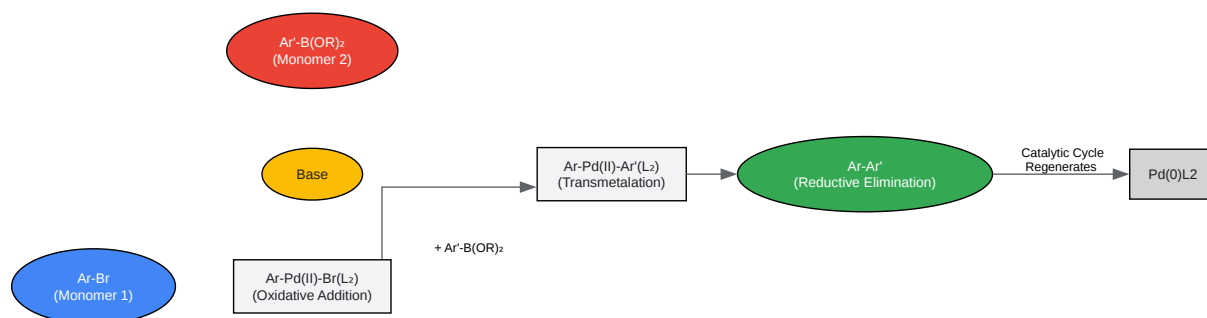 Ar'-B(OR)₂
(Monomer 2)
Base
Ar-Pd(II)-Ar'(L₂)
(Transmetalation)
Ar-Ar'
(Reductive Elimination)
Catalytic Cycle
Regenerates
Pd(0)L2
+ Ar'-B(OR)₂
Ar-Br
(Monomer 1)
Ar-Pd(II)-Br(L₂)
(Oxidative Addition)